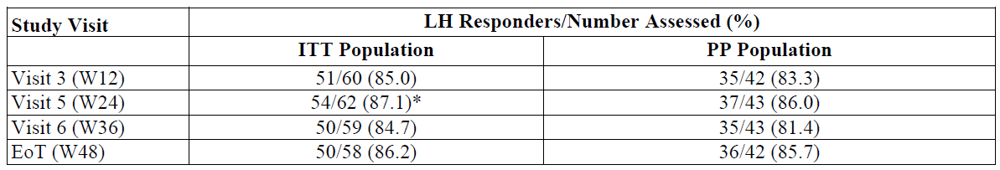 Study Visit LH Responders/Number Assessed (%)
ITT Population PP Population
Visit 3 (W12) 51/60 (85.0) 35/42 (83.3)
Visit 5 (W24) 54/62 (87.1)* 37/43 (86.0)
Visit 6 (W36) 50/59 (84.7) 35/43 (81.4)
EoT (W48) 50/58 (86.2) 36/42 (85.7)